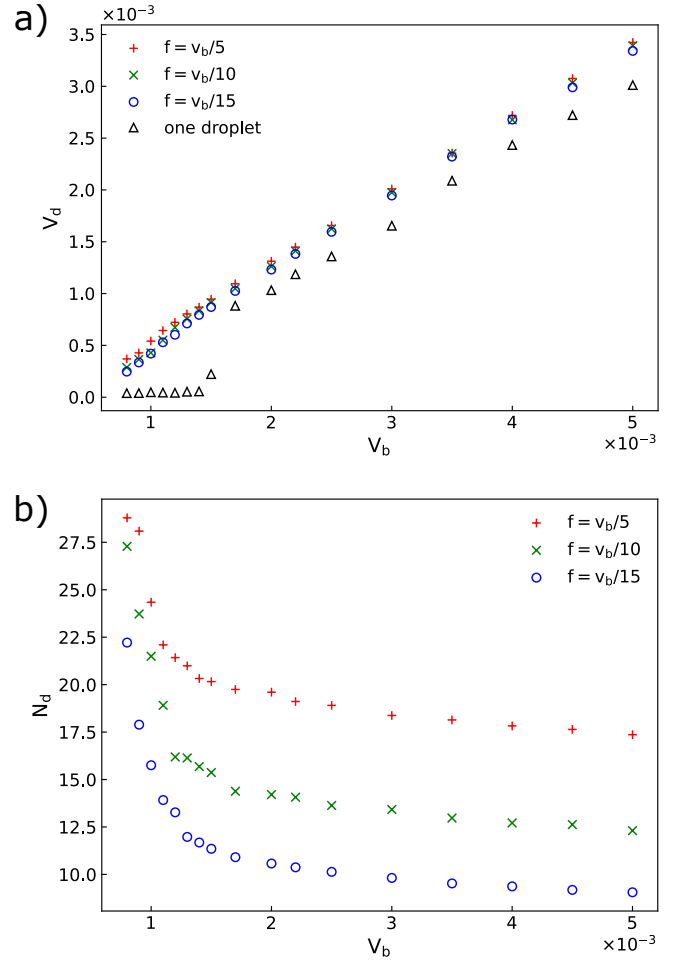 a)
×10⁻³
f = v_b/5
f = v_b/10
f = v_b/15
one droplet
V_d
3.5
3.0
2.5
2.0
1.5
1.0
0.5
0.0
1 2 3 4 5
V_b
×10⁻³
b)
f = v_b/5
f = v_b/10
f = v_b/15
N_d
27.5
25.0
22.5
20.0
17.5
15.0
12.5
10.0
1 2 3 4 5
V_b
×10⁻³